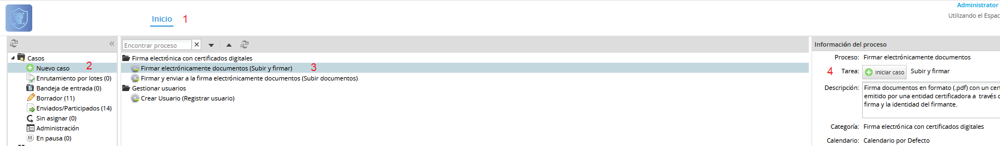 Administrator
Inicio 1
Utilizando el Espac
Encontrar proceso
Información del proceso
Casos
Nuevo caso 2
Enrutamiento por lotes (0)
Bandeja de entrada (0)
Borrador (11)
Enviados/Participados (14)
Sin asignar (0)
Administración
En pausa (0)
Firma electrónica con certificados digitales
Firmar electrónicamente documentos (Subir y firmar) 3
Firmar y enviar a la firma electrónicamente documentos (Subir documentos)
Gestionar usuarios
Crear Usuario (Registrar usuario)
Proceso: Firmar electrónicamente documentos
4 Tarea: Iniciar caso Subir y firmar
Descripción: Firma documentos en formato (.pdf) con un cert
emitido por una entidad certificadora a través d
firma y la identidad del firmante.
Categoría: Firma electrónica con certificados digitales
Calendario: Calendario por Defecto